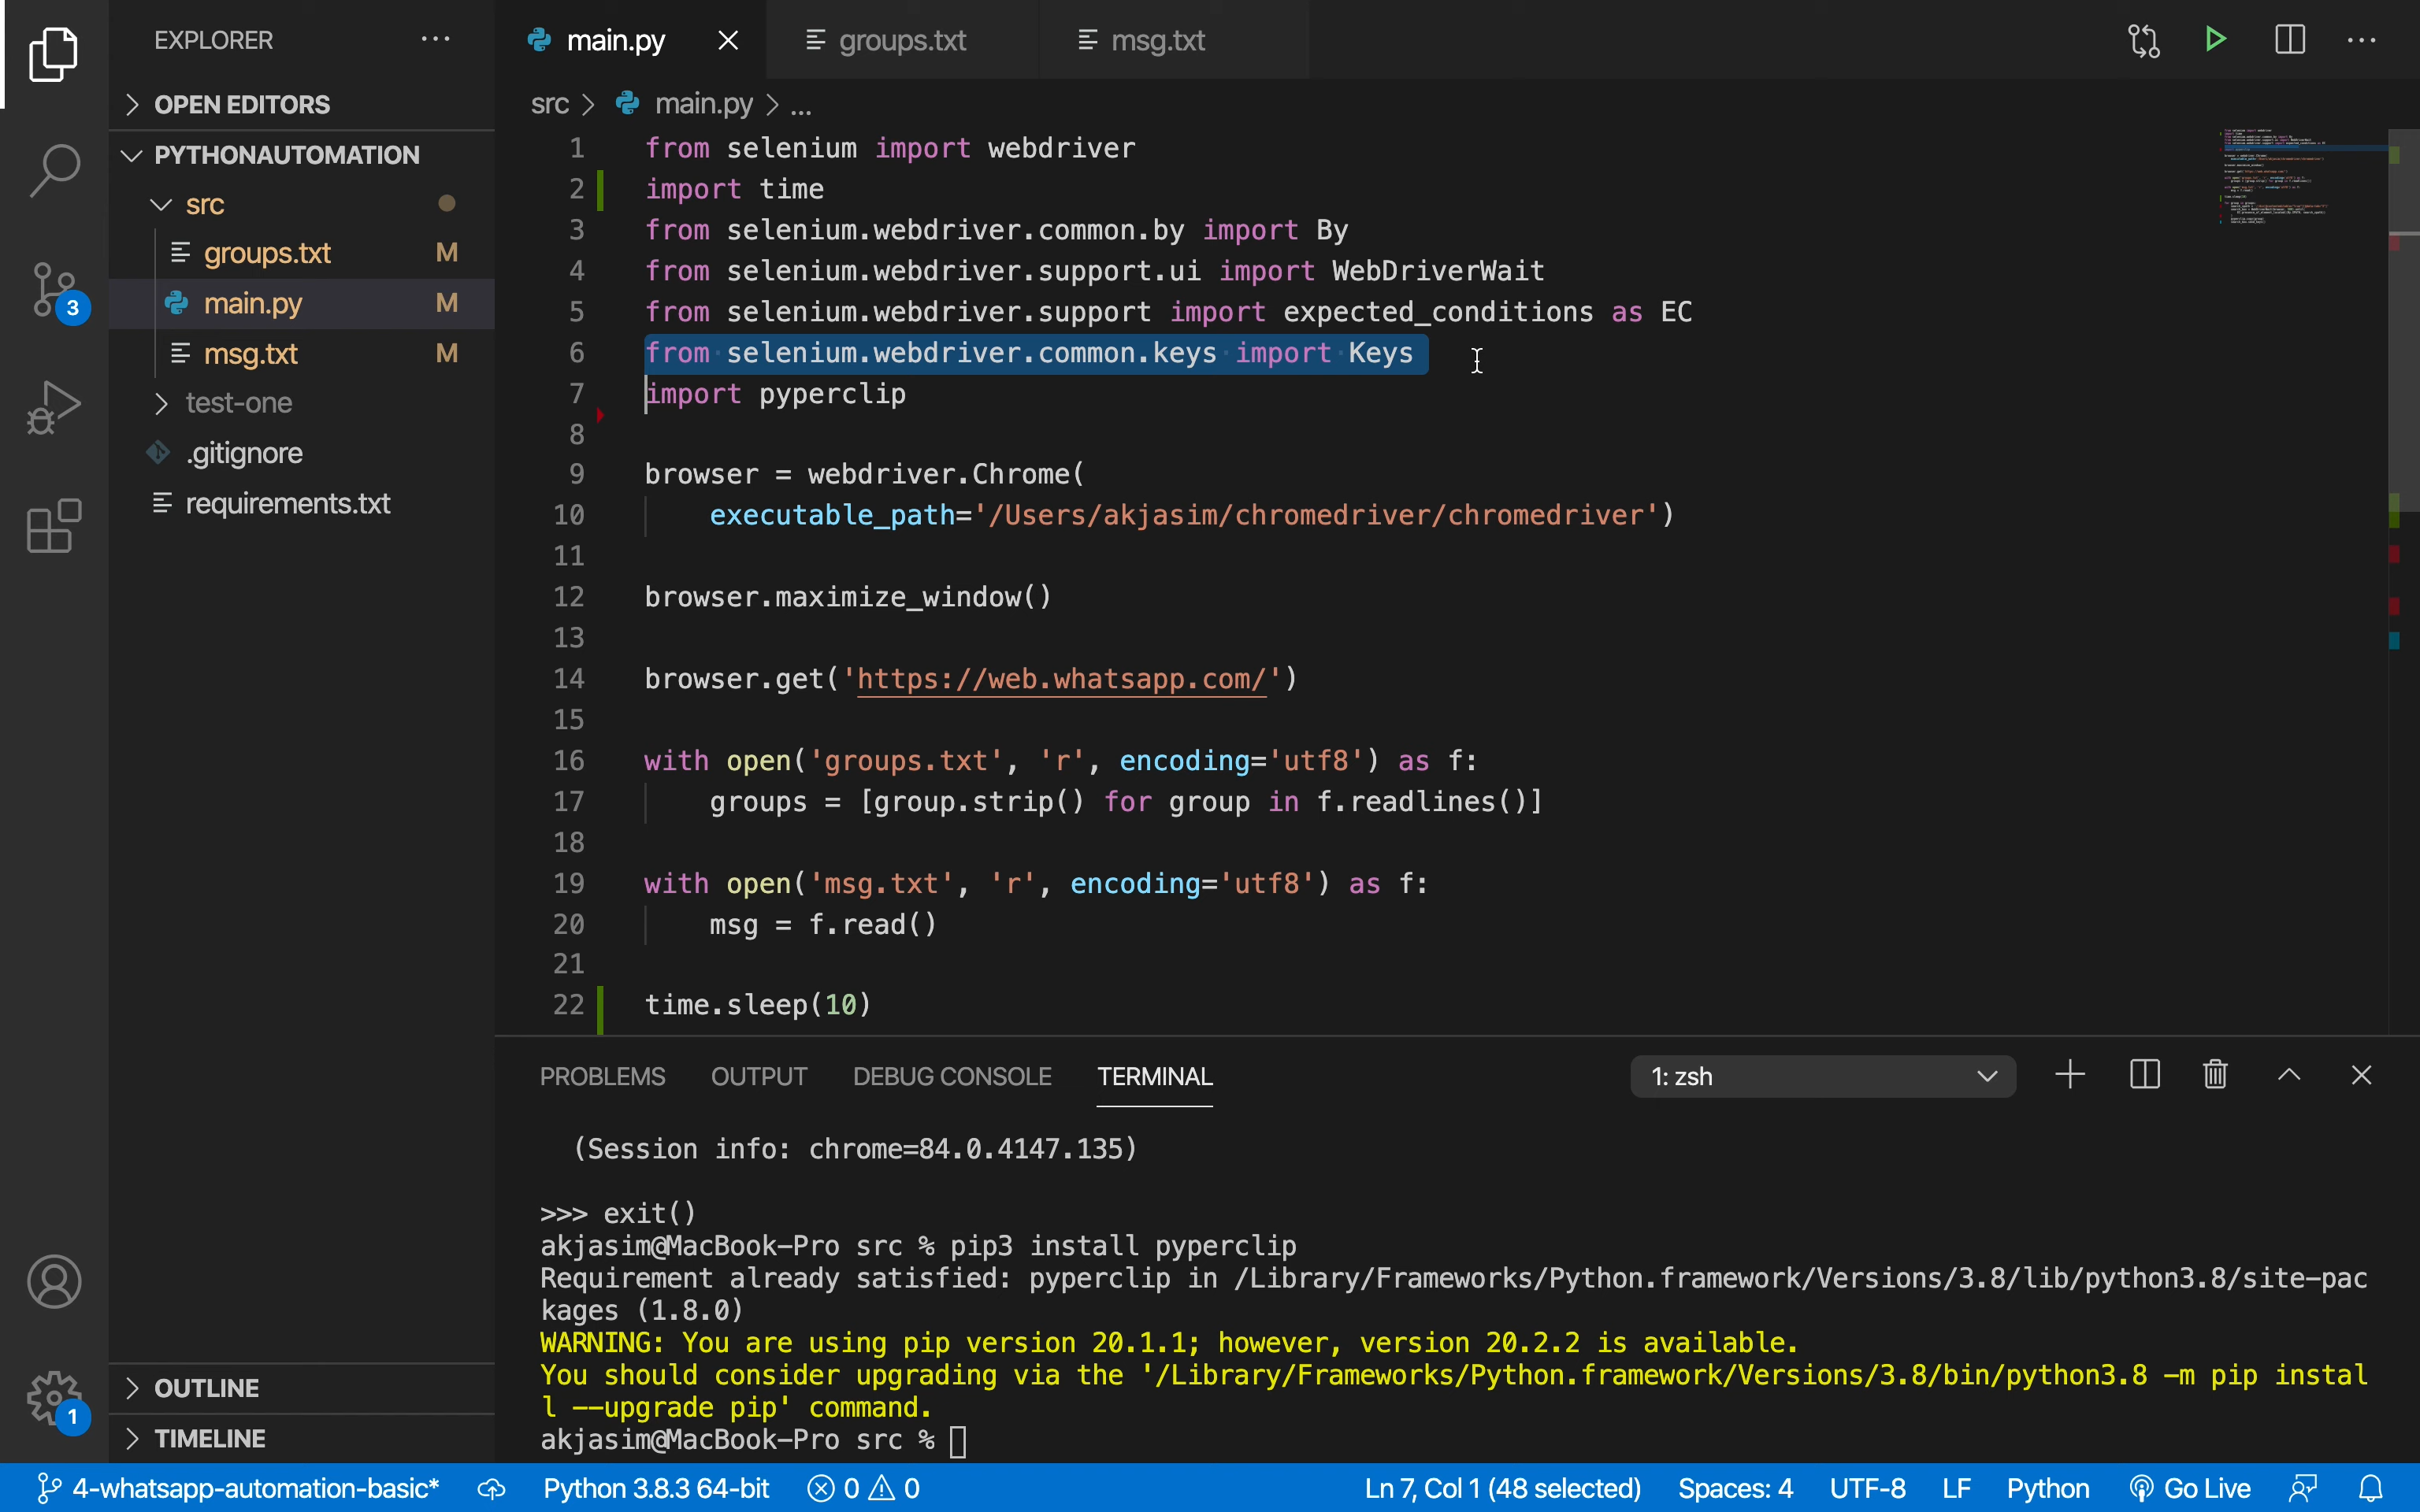 EXPLORER
main.py
groups.txt
msg.txt
OPEN EDITORS
PYTHONAUTOMATION
src
groups.txt M
main.py M
msg.txt M
test-one
.gitignore
requirements.txt
OUTLINE
TIMELINE
3
1
src > main.py > ...
1 from selenium import webdriver
2 import time
3 from selenium.webdriver.common.by import By
4 from selenium.webdriver.support.ui import WebDriverWait
5 from selenium.webdriver.support import expected_conditions as EC
6 from selenium.webdriver.common.keys import Keys
7 import pyperclip
8
9 browser = webdriver.Chrome(
10 executable_path='/Users/akjasim/chromedriver/chromedriver')
11
12 browser.maximize_window()
13
14 browser.get('https://web.whatsapp.com/')
15
16 with open('groups.txt', 'r', encoding='utf8') as f:
17 groups = [group.strip() for group in f.readlines()]
18
19 with open('msg.txt', 'r', encoding='utf8') as f:
20 msg = f.read()
21
22 time.sleep(10)
PROBLEMS OUTPUT DEBUG CONSOLE TERMINAL 1: zsh
(Session info: chrome=84.0.4147.135)
>>> exit()
akjasim@MacBook-Pro src % pip3 install pyperclip
Requirement already satisfied: pyperclip in /Library/Frameworks/Python.framework/Versions/3.8/lib/python3.8/site-pac
kages (1.8.0)
WARNING: You are using pip version 20.1.1; however, version 20.2.2 is available.
You should consider upgrading via the '/Library/Frameworks/Python.framework/Versions/3.8/bin/python3.8 -m pip instal
l --upgrade pip' command.
akjasim@MacBook-Pro src %
4-whatsapp-automation-basic* Python 3.8.3 64-bit 0 0 Ln 7, Col 1 (48 selected) Spaces: 4 UTF-8 LF Python Go Live